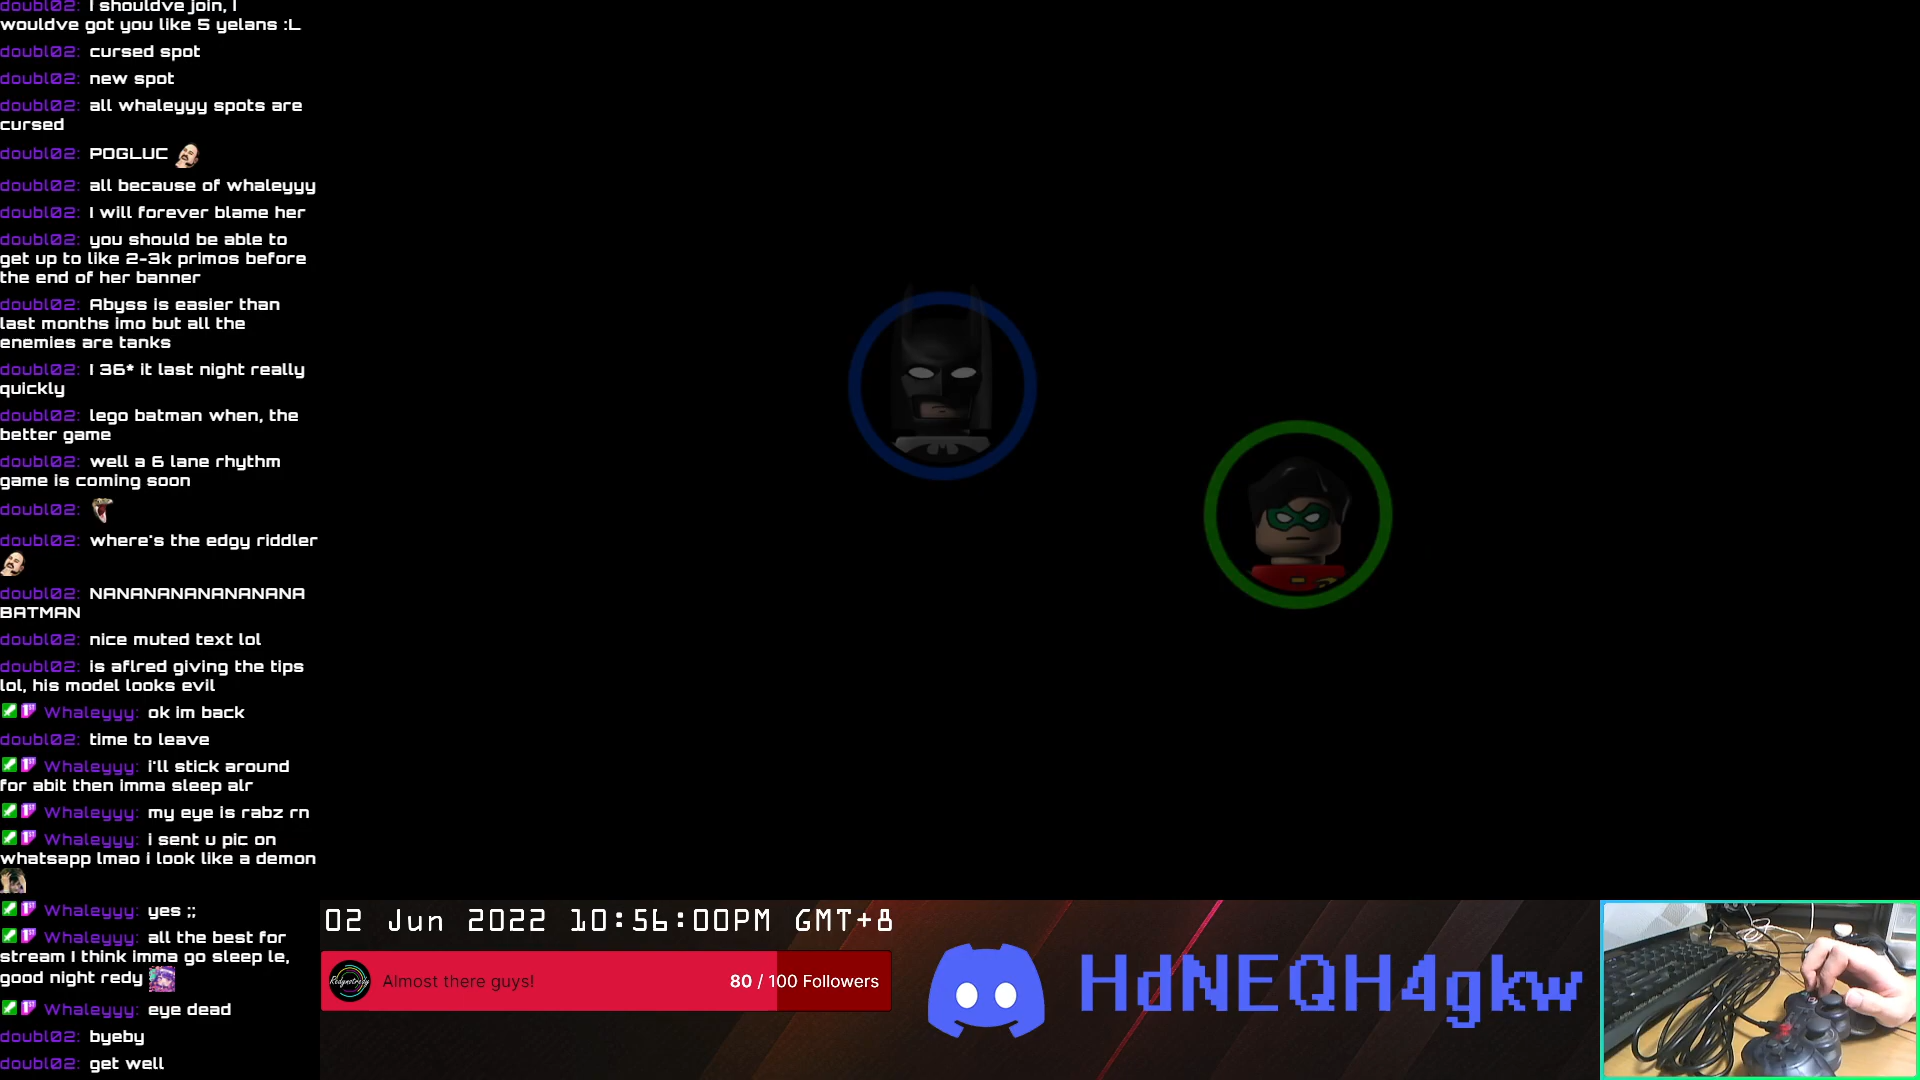 doubl02: I shouldve join, I
wouldve got you like 5 yelans :L
doubl02: cursed spot
doubl02: new spot
doubl02: all whaleyyy spots are
cursed
doubl02: POGLUC
doubl02: all because of whaleyyy
doubl02: I will forever blame her
doubl02: you should be able to
get up to like 2-3k primos before
the end of her banner
doubl02: Abyss is easier than
last months imo but all the
enemies are tanks
doubl02: I 36* it last night really
quickly
doubl02: lego batman when, the
better game
doubl02: well a 6 lane rhythm
game is coming soon
doubl02:
doubl02: where's the edgy riddler
doubl02: NANANANANANANANA
BATMAN
doubl02: nice muted text lol
doubl02: is aflred giving the tips
lol, his model looks evil
Whaleyyy: ok im back
doubl02: time to leave
Whaleyyy: i'll stick around
for abit then imma sleep alr
Whaleyyy: my eye is rabz rn
Whaleyyy: i sent u pic on
whatsapp lmao i look like a demon
Whaleyyy: yes ;;
Whaleyyy: all the best for
stream I think imma go sleep le,
good night redy
Whaleyyy: eye dead
doubl02: byeby
doubl02: get well
02 Jun 2022 10:56:00PM GMT+8
Almost there guys! 80 / 100 Followers
HdNEQH4gkw